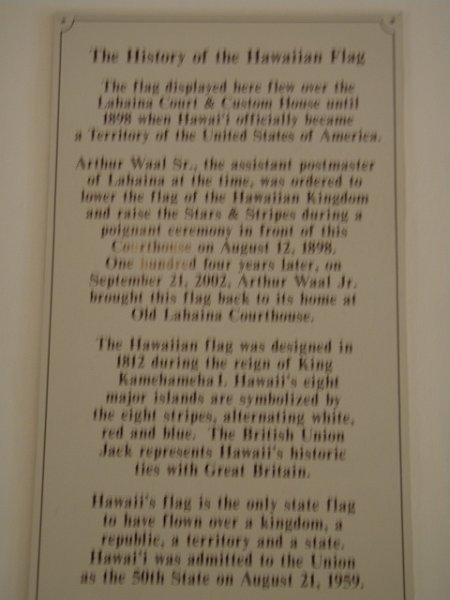 The History of the Hawaiian Flag
The flag displayed here flew over the
Lahaina Court & Custom House until
1898 when Hawai'i officially became
a Territory of the United States of America.
Arthur Waal Sr., the assistant postmaster
of Lahaina at the time, was ordered to
lower the flag of the Hawaiian Kingdom
and raise the Stars & Stripes during a
poignant ceremony in front of this
Courthouse on August 12, 1898.
One hundred four years later, on
September 21, 2002, Arthur Waal Jr.
brought this flag back to its home at
Old Lahaina Courthouse.
The Hawaiian flag was designed in
1812 during the reign of King
Kamehameha I. Hawaii's eight
major islands are symbolized by
the eight stripes, alternating white,
red and blue. The British Union
Jack represents Hawaii's historic
ties with Great Britain.
Hawaii's flag is the only state flag
to have flown over a kingdom, a
republic, a territory and a state.
Hawai'i was admitted to the Union
as the 50th State on August 21, 1959.